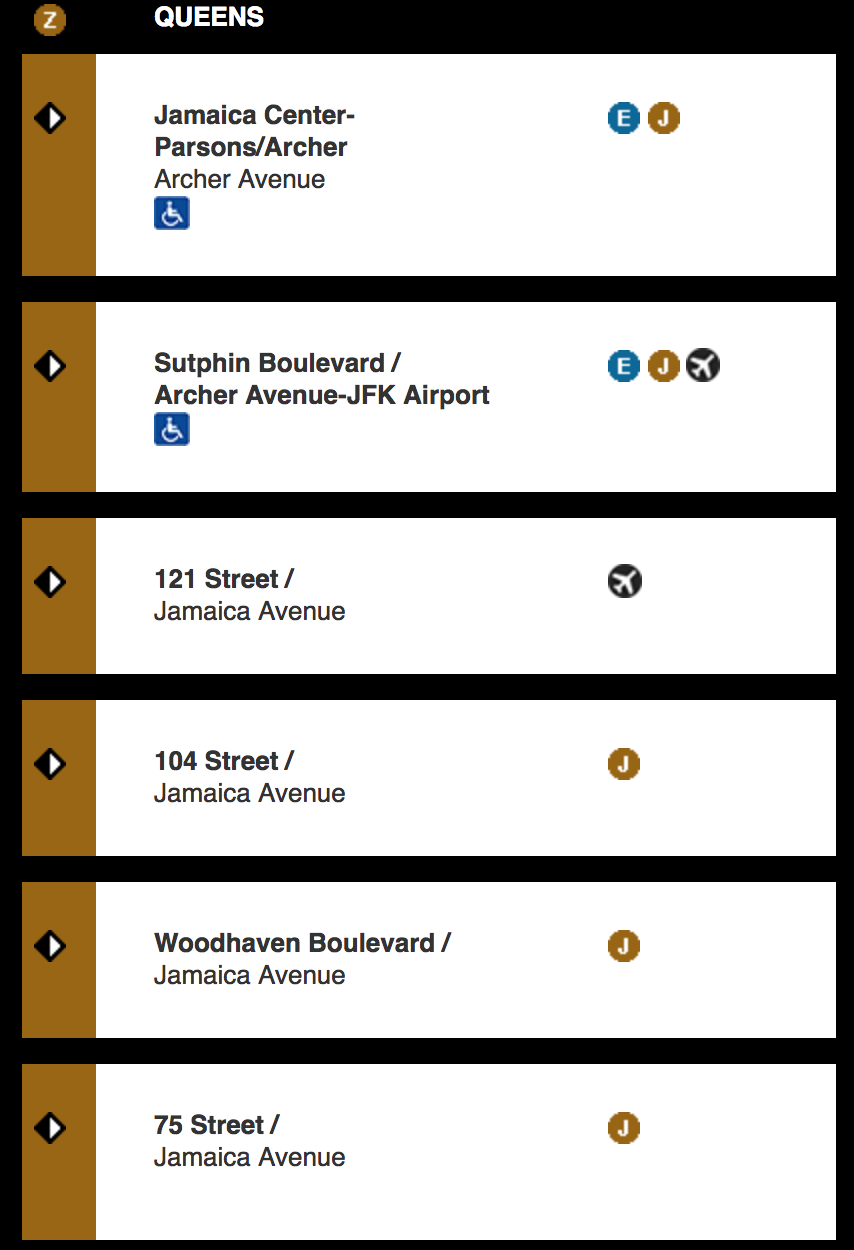 Z QUEENS
Jamaica Center-
Parsons/Archer
Archer Avenue
E J
Sutphin Boulevard /
Archer Avenue-JFK Airport
E J
121 Street /
Jamaica Avenue
104 Street /
Jamaica Avenue
J
Woodhaven Boulevard /
Jamaica Avenue
J
75 Street /
Jamaica Avenue
J